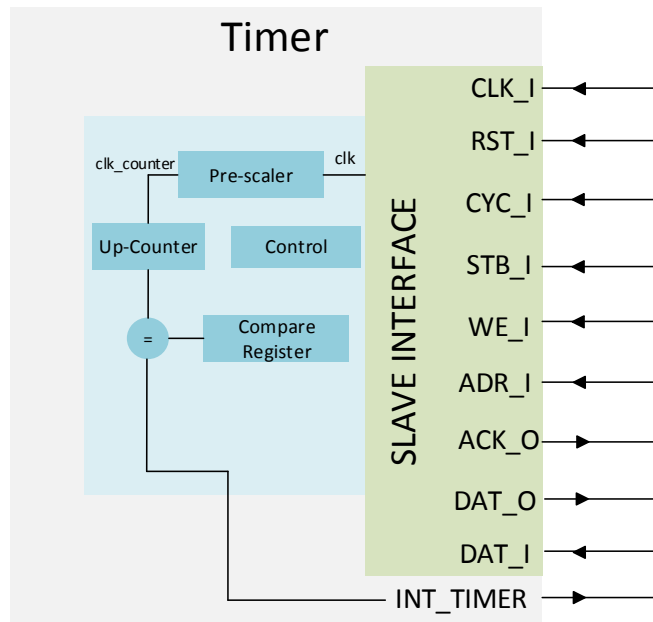 Timer
CLK_I
RST_I
clk_counter
clk
Pre-scaler
CYC_I
Up-Counter
Control
STB_I
WE_I
=
Compare
Register
SLAVE INTERFACE
ADR_I
ACK_O
DAT_O
DAT_I
INT_TIMER